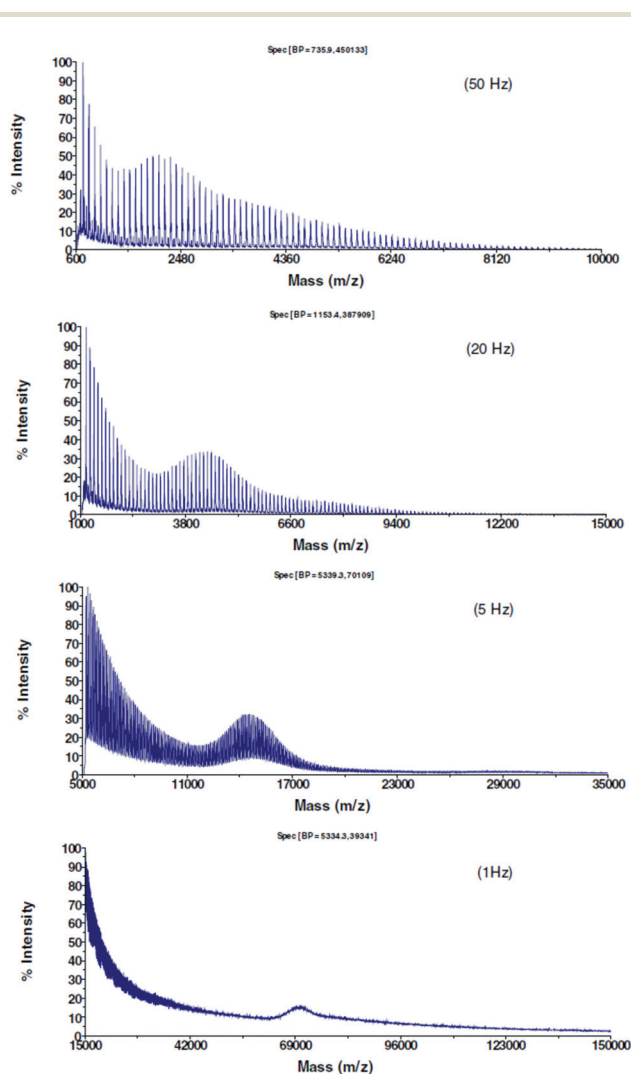 Spec [BP = 735.9, 450133]
(50 Hz)
% Intensity
100
90
80
70
60
50
40
30
20
10
0
600 2480 4360 6240 8120 10000
Mass (m/z)
Spec [BP = 1153.4, 387909]
(20 Hz)
% Intensity
100
90
80
70
60
50
40
30
20
10
0
1000 3800 6600 9400 12200 15000
Mass (m/z)
Spec [BP = 5339.3, 70109]
(5 Hz)
% Intensity
100
90
80
70
60
50
40
30
20
10
0
5000 11000 17000 23000 29000 35000
Mass (m/z)
Spec [BP = 5334.3, 39341]
(1Hz)
% Intensity
100
90
80
70
60
50
40
30
20
10
0
15000 42000 69000 96000 123000 150000
Mass (m/z)